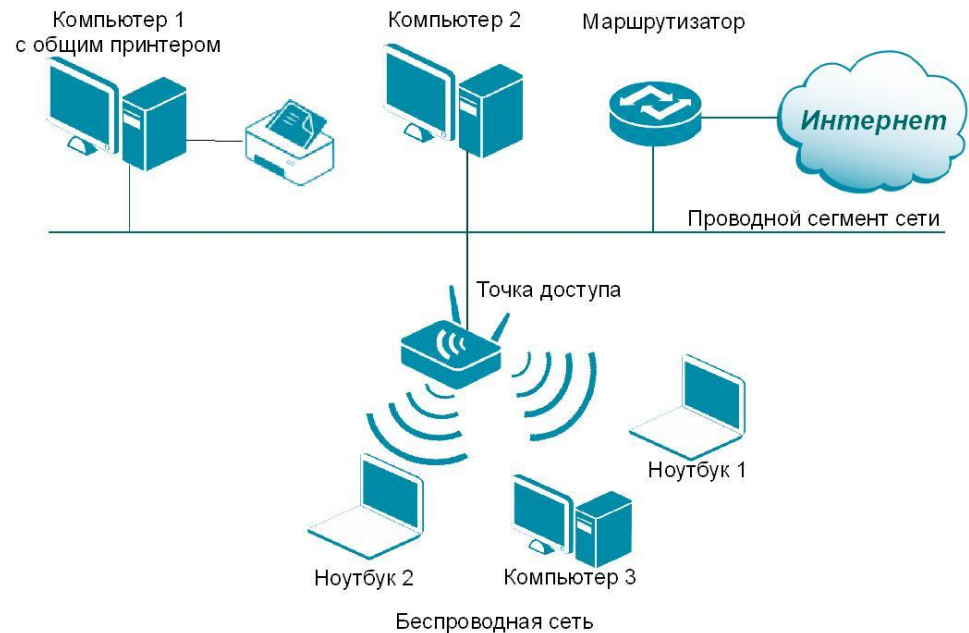 Компьютер 1
с общим принтером
Компьютер 2
Маршрутизатор
Интернет
Проводной сегмент сети
Точка доступа
Ноутбук 1
Ноутбук 2
Компьютер 3
Беспроводная сеть